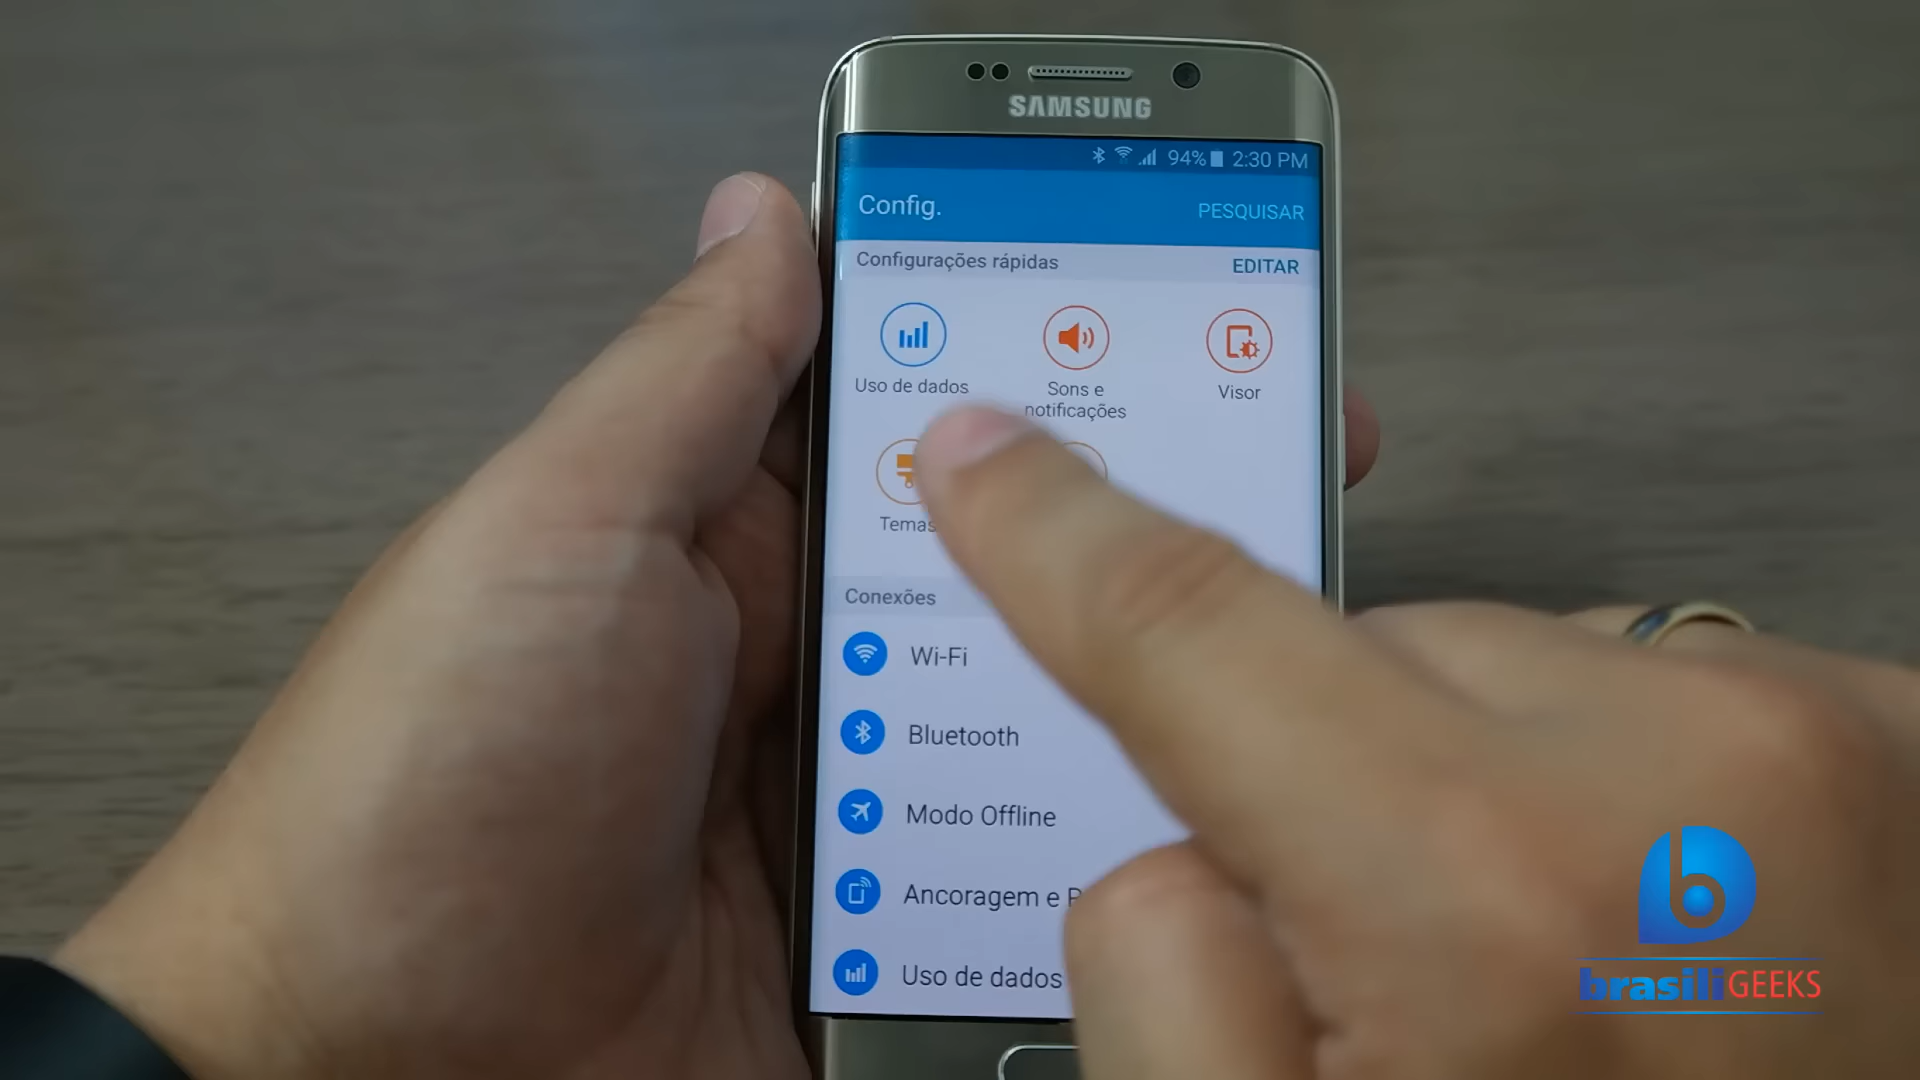 SAMSUNG
94% 2:30 PM
Config.
PESQUISAR
Configurações rápidas
EDITAR
Uso de dados
Sons e
notificações
Visor
Temas
Conexões
Wi-Fi
Bluetooth
Modo Offline
Ancoragem e
Uso de dados
b
brasiliGEEKS